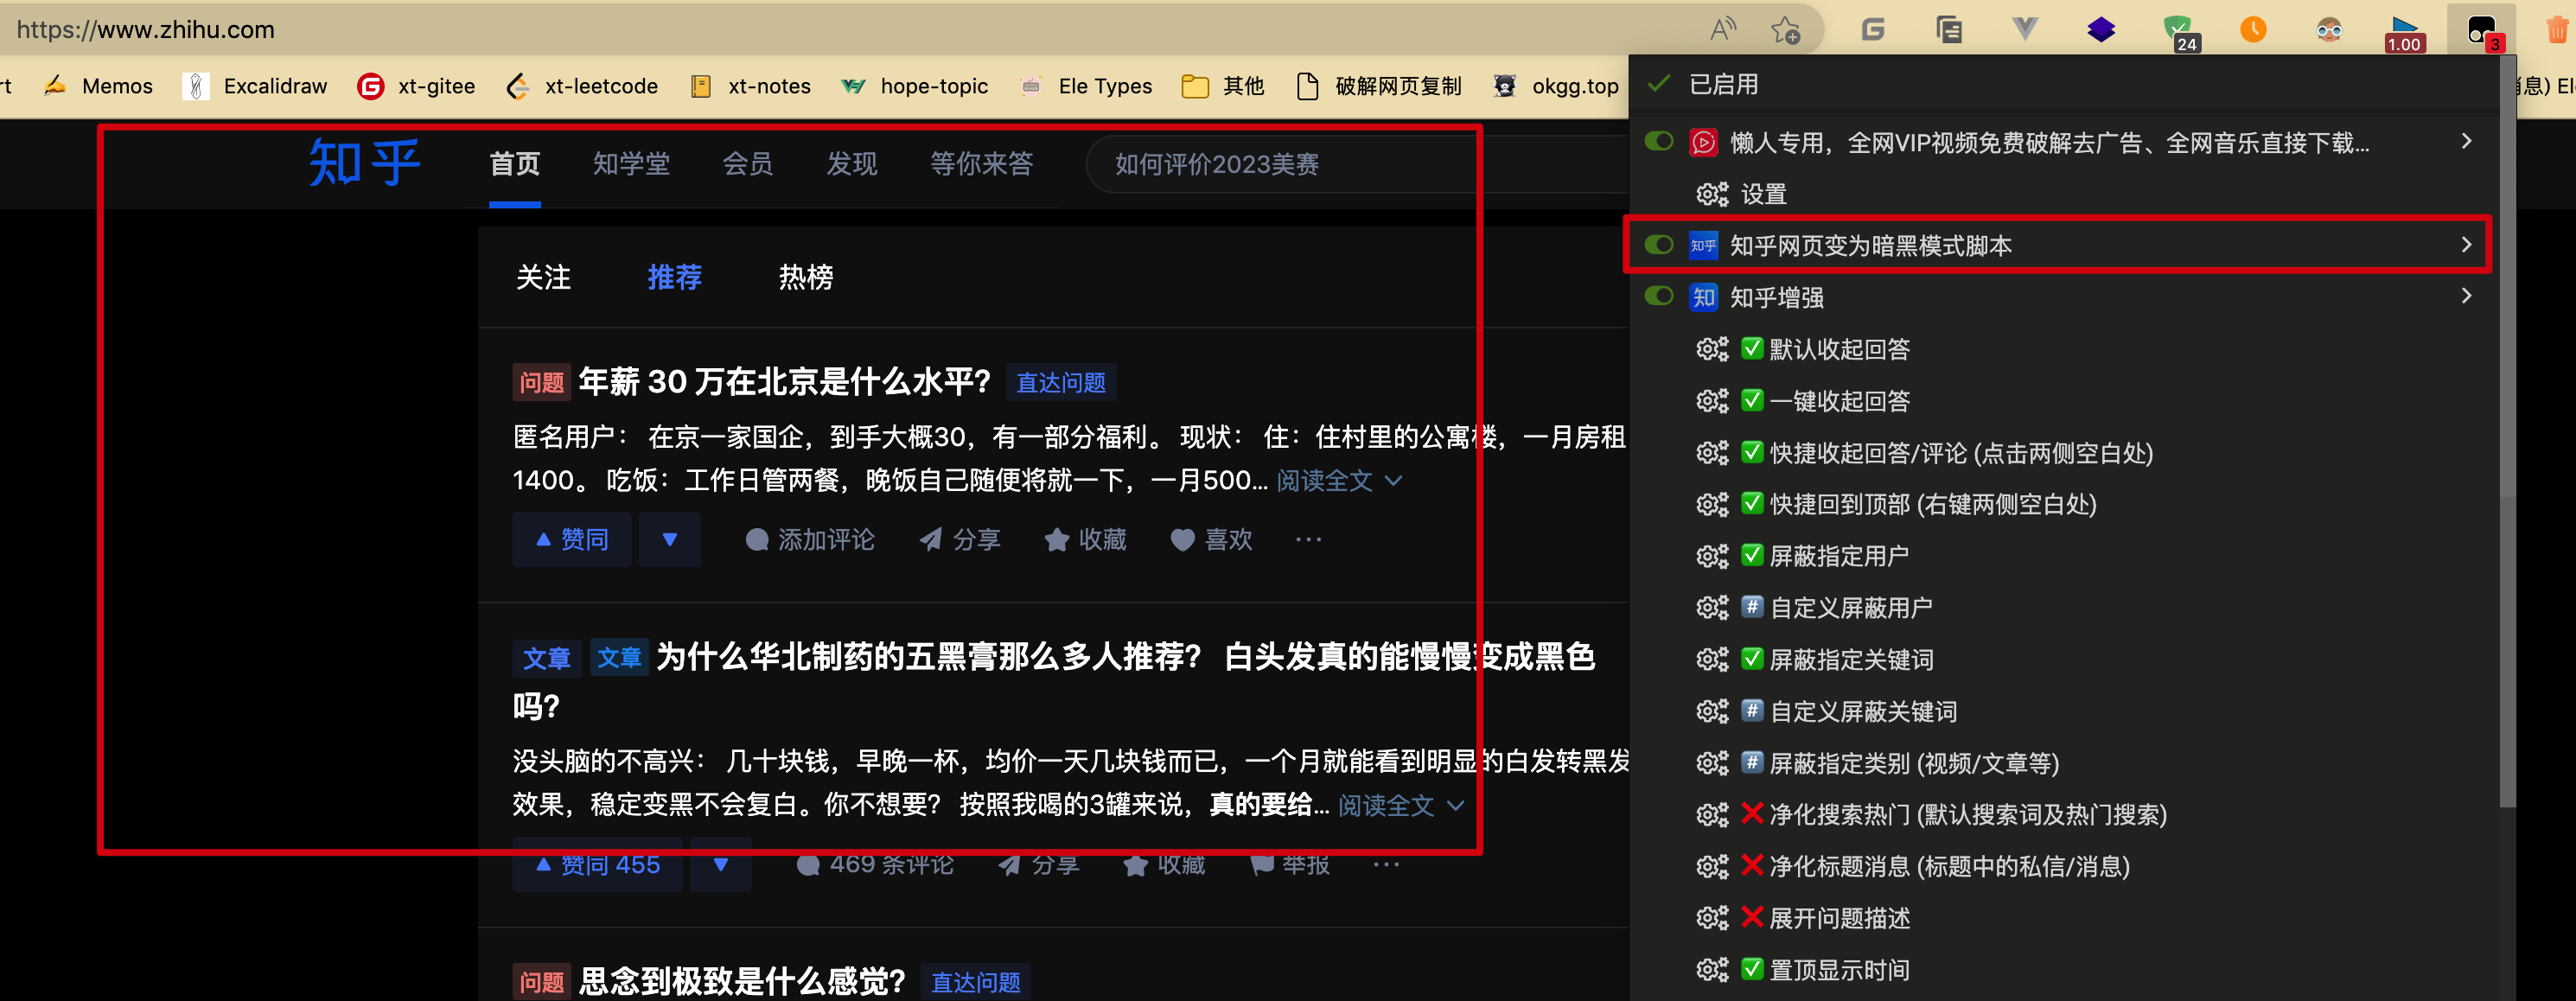 https://www.zhihu.com
24
1.00
3
rt
Memos
Excalidraw
xt-gitee
xt-leetcode
xt-notes
hope-topic
Ele Types
其他
破解网页复制
okgg.top
息) El
知乎
首页
知学堂
会员
发现
等你来答
如何评价2023美赛
关注
推荐
热榜
问题 年薪 30 万在北京是什么水平? 直达问题
匿名用户： 在京一家国企，到手大概30，有一部分福利。 现状： 住：住村里的公寓楼，一月房租
1400。 吃饭：工作日管两餐，晚饭自己随便将就一下，一月500... 阅读全文
赞同
添加评论
分享
收藏
喜欢
···
文章 文章 为什么华北制药的五黑膏那么多人推荐？ 白头发真的能慢慢变成黑色
吗？
没头脑的不高兴： 几十块钱，早晚一杯，均价一天几块钱而已，一个月就能看到明显的白发转黑发
效果，稳定变黑不会复白。你不想要？ 按照我喝的3罐来说，真的要给... 阅读全文
赞同 455
469 条评论
分享
收藏
举报
···
问题 思念到极致是什么感觉？ 直达问题
已启用
懒人专用，全网VIP视频免费破解去广告、全网音乐直接下载...
设置
知乎 知乎网页变为暗黑模式脚本
知 知乎增强
默认收起回答
一键收起回答
快捷收起回答/评论 (点击两侧空白处)
快捷回到顶部 (右键两侧空白处)
屏蔽指定用户
# 自定义屏蔽用户
屏蔽指定关键词
# 自定义屏蔽关键词
# 屏蔽指定类别 (视频/文章等)
净化搜索热门 (默认搜索词及热门搜索)
净化标题消息 (标题中的私信/消息)
展开问题描述
置顶显示时间